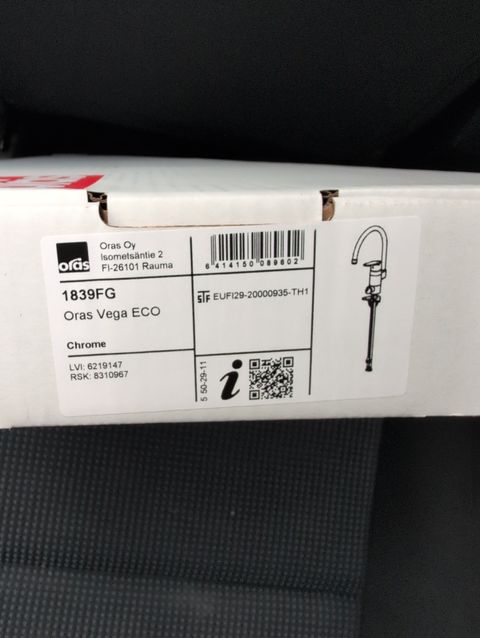 oras
Oras Oy
Isometsäntie 2
FI-26101 Rauma
6 414150 089602
1839FG
Oras Vega ECO
STF EUFI29-20000935-TH1
Chrome
LVI: 6219147
RSK: 8310967
5 50-29-11
i